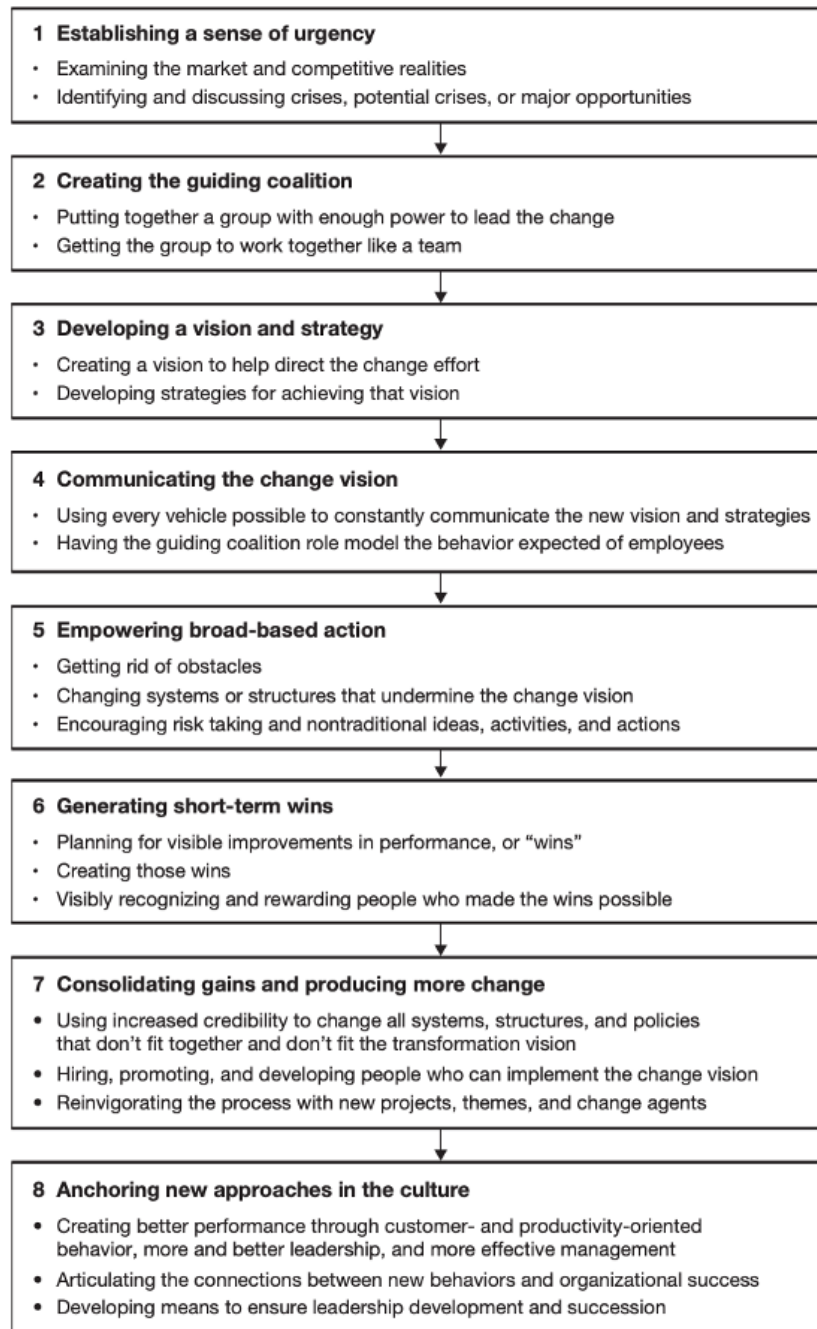 1 Establishing a sense of urgency
• Examining the market and competitive realities
• Identifying and discussing crises, potential crises, or major opportunities
2 Creating the guiding coalition
• Putting together a group with enough power to lead the change
• Getting the group to work together like a team
3 Developing a vision and strategy
• Creating a vision to help direct the change effort
• Developing strategies for achieving that vision
4 Communicating the change vision
• Using every vehicle possible to constantly communicate the new vision and strategies
• Having the guiding coalition role model the behavior expected of employees
5 Empowering broad-based action
• Getting rid of obstacles
• Changing systems or structures that undermine the change vision
• Encouraging risk taking and nontraditional ideas, activities, and actions
6 Generating short-term wins
• Planning for visible improvements in performance, or “wins”
• Creating those wins
• Visibly recognizing and rewarding people who made the wins possible
7 Consolidating gains and producing more change
• Using increased credibility to change all systems, structures, and policies
that don’t fit together and don’t fit the transformation vision
• Hiring, promoting, and developing people who can implement the change vision
• Reinvigorating the process with new projects, themes, and change agents
8 Anchoring new approaches in the culture
• Creating better performance through customer- and productivity-oriented
behavior, more and better leadership, and more effective management
• Articulating the connections between new behaviors and organizational success
• Developing means to ensure leadership development and succession